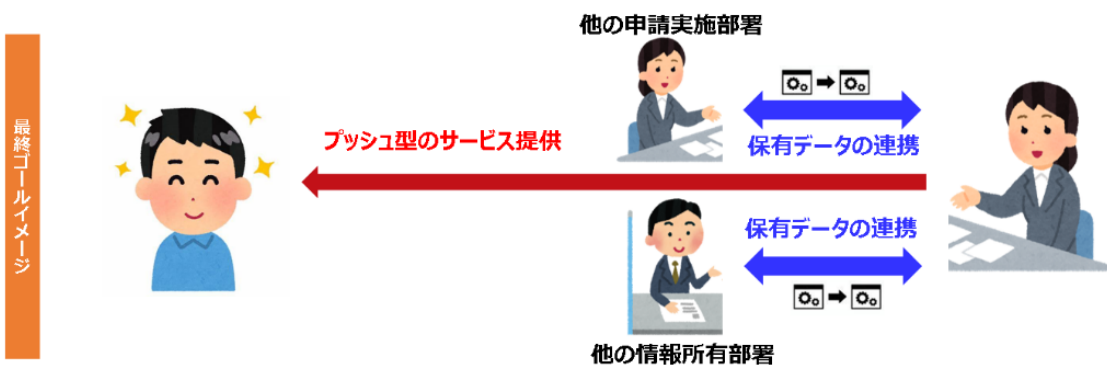 最終ゴールイメージ
他の申請実施部署
プッシュ型のサービス提供
保有データの連携
保有データの連携
他の情報所有部署